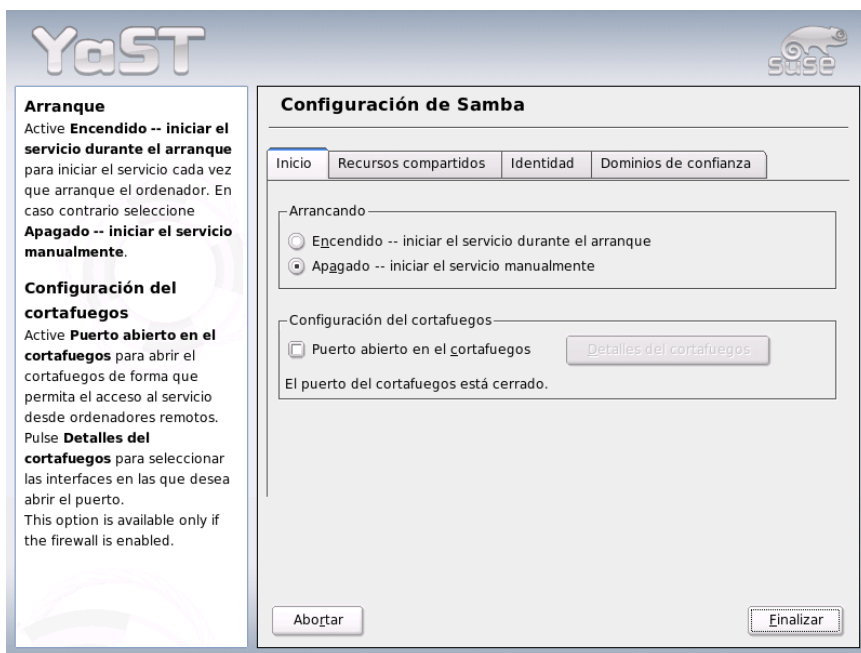 YaST
SUSE
Arranque
Active Encendido -- iniciar el
servicio durante el arranque
para iniciar el servicio cada vez
que arranque el ordenador. En
caso contrario seleccione
Apagado -- iniciar el servicio
manualmente.
Configuración del
cortafuegos
Active Puerto abierto en el
cortafuegos para abrir el
cortafuegos de forma que
permita el acceso al servicio
desde ordenadores remotos.
Pulse Detalles del
cortafuegos para seleccionar
las interfaces en las que desea
abrir el puerto.
This option is available only if
the firewall is enabled.
Configuración de Samba
Inicio Recursos compartidos Identidad Dominios de confianza
Arrancando
Encendido -- iniciar el servicio durante el arranque
Apagado -- iniciar el servicio manualmente
Configuración del cortafuegos
Puerto abierto en el cortafuegos Detalles del cortafuegos
El puerto del cortafuegos está cerrado.
Abortar Finalizar